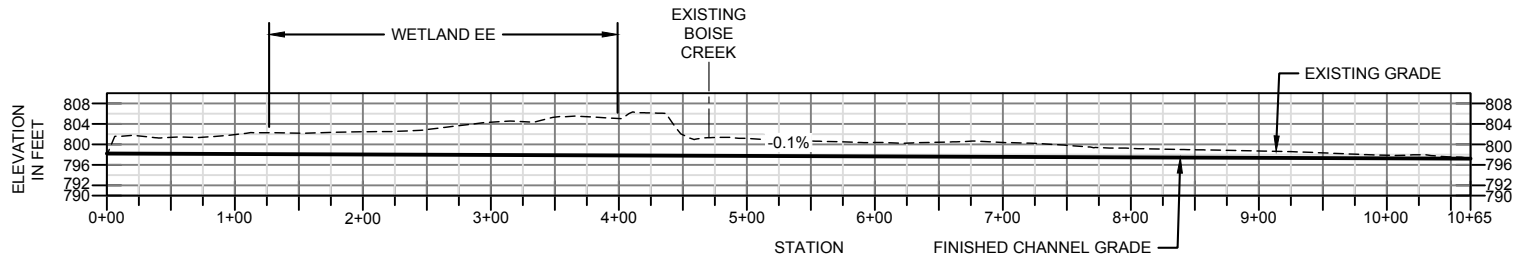 EXISTING
BOISE
CREEK
WETLAND EE
EXISTING GRADE
ELEVATION
IN FEET
808
804
800
796
792
790
-0.1%
808
804
800
796
792
790
0+00 1+00 2+00 3+00 4+00 5+00 6+00 7+00 8+00 9+00 10+00 10+65
STATION
FINISHED CHANNEL GRADE